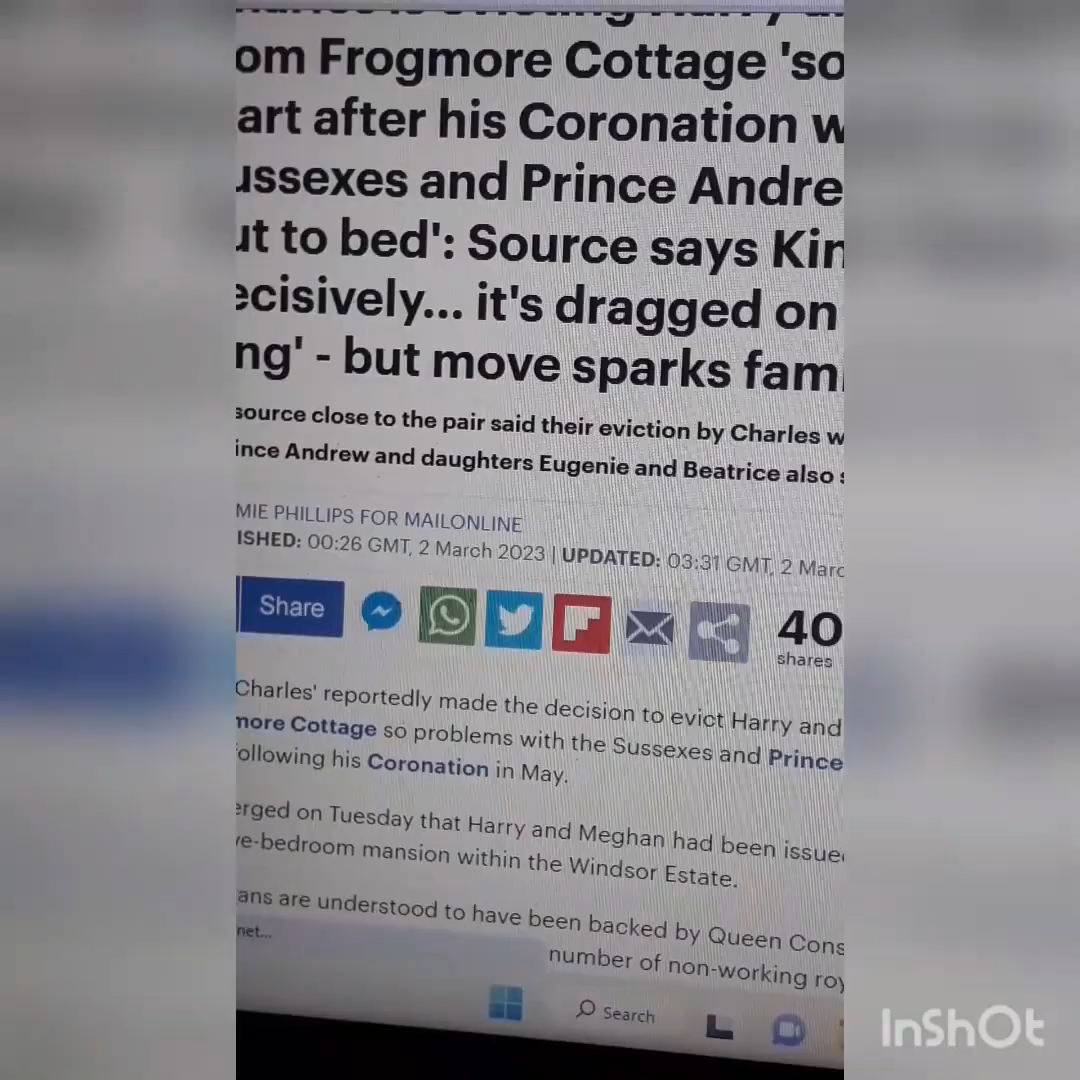 om Frogmore Cottage 'so
art after his Coronation w
ussexes and Prince Andre
ut to bed': Source says Kin
ecisively... it's dragged on
ng' - but move sparks fam
source close to the pair said their eviction by Charles w
ince Andrew and daughters Eugenie and Beatrice also s
MIE PHILLIPS FOR MAILONLINE
ISHED: 00:26 GMT, 2 March 2023 | UPDATED: 03:31 GMT, 2 Marc
Share
40
shares
Charles' reportedly made the decision to evict Harry and
more Cottage so problems with the Sussexes and Prince
ollowing his Coronation in May.
erged on Tuesday that Harry and Meghan had been issue
ve-bedroom mansion within the Windsor Estate.
ans are understood to have been backed by Queen Cons
net...
number of non-working roy
Search
InShOt